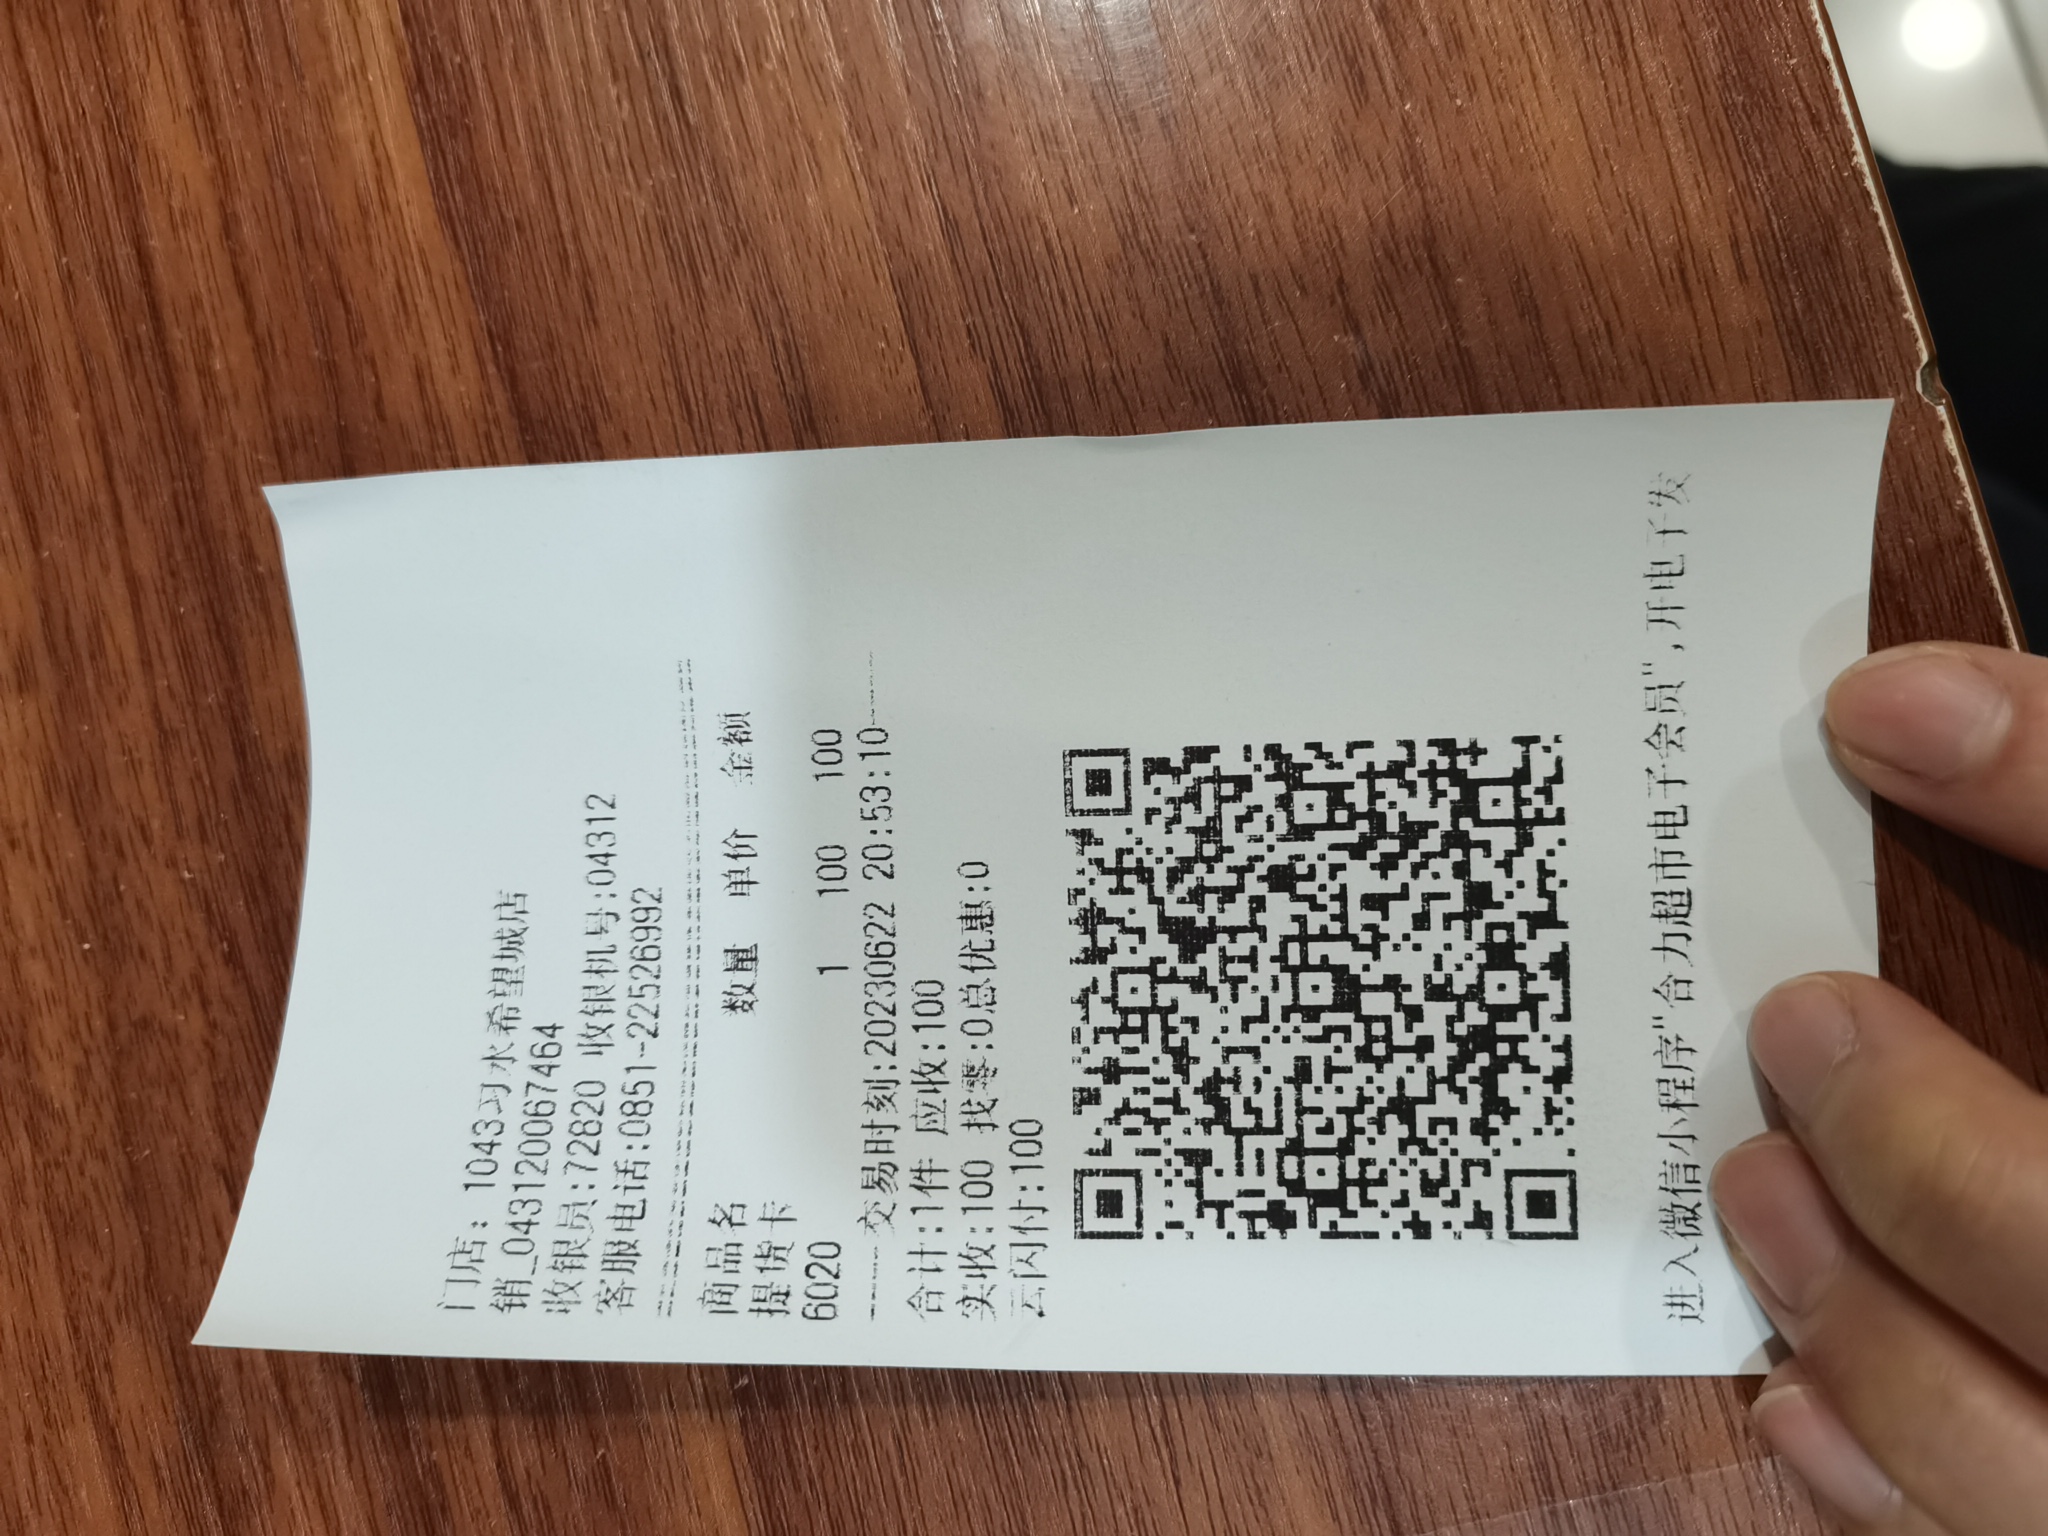 门店: 1043习水希望城店
销_04312006​7464
收银员:72820 收银机号:04312
客服电话:0851-22526992
商品名 数量 单价 金额
提货卡
6020 1 100 100
交易时刻:20230622 20:53:10
合计:1件 应收:100
实收:100 找零:0总优惠:0
云闪付:100
进入微信小程序"合力超市电子会员",开电子发